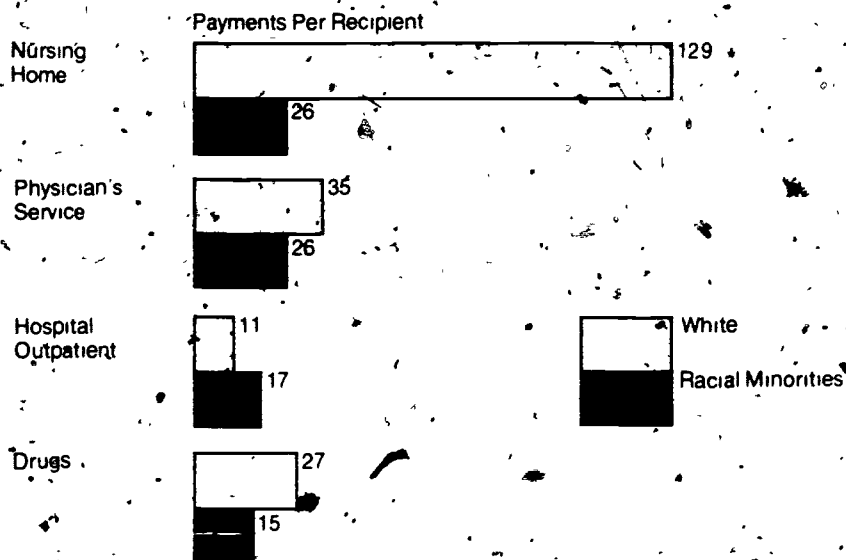 Payments Per Recipient
Nursing
Home
129
26
Physician's
Service
35
26
Hospital
Outpatient
11
17
White
Racial Minorities
Drugs
27
15